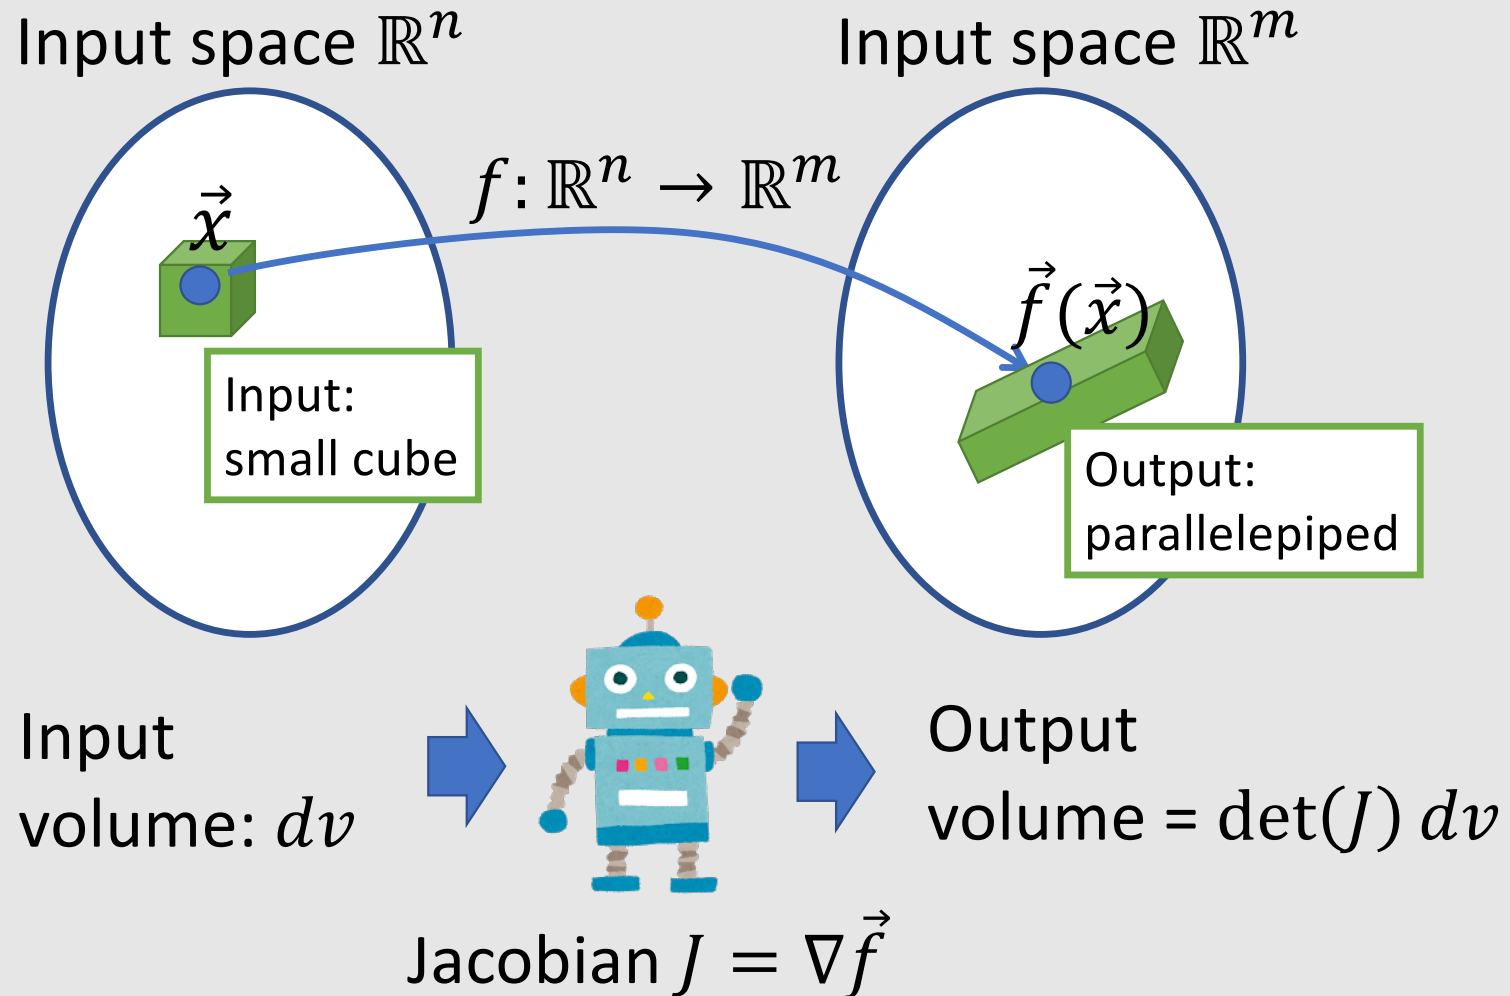 Input space ℝⁿ
Input space ℝᵐ
f: ℝⁿ → ℝᵐ
x⃗
f⃗(x⃗)
Input:
small cube
Output:
parallelepiped
Input
volume: dv
Output
volume = det(J) dv
Jacobian J = ∇f⃗